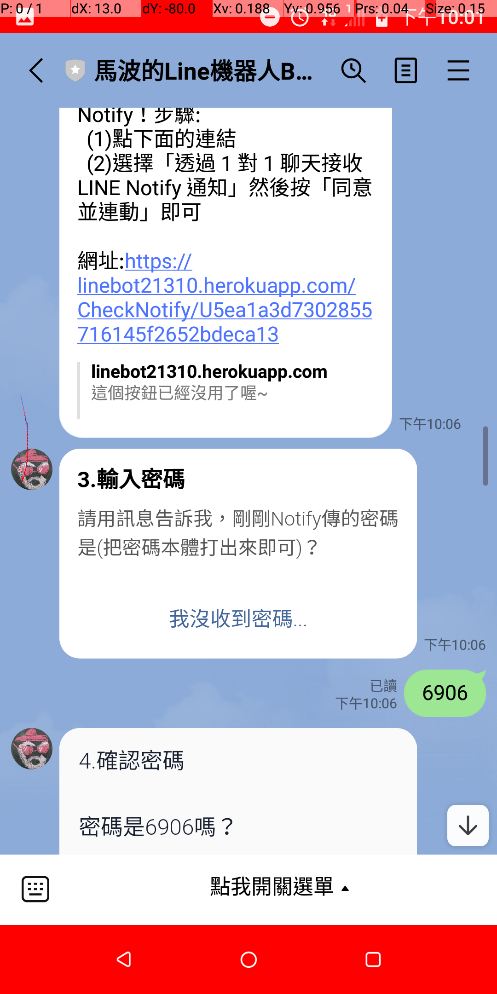 P: 0 / 1 dX: 13.0 dY: -80.0 Xv: 0.188 Yv: 0.956 Prs: 0.04 Size: 0.15
下午10:01
馬波的Line機器人B...
Notify！步驟:
(1)點下面的連結
(2)選擇「透過 1 對 1 聊天接收
LINE Notify 通知」然後按「同意
並連動」即可
網址:https://
linebot21310.herokuapp.com/
CheckNotify/U5ea1a3d7302855
716145f2652bdeca13
linebot21310.herokuapp.com
這個按鈕已經沒用了喔~
下午10:06
3.輸入密碼
請用訊息告訴我，剛剛Notify傳的密碼
是(把密碼本體打出來即可)？
我沒收到密碼...
下午10:06
已讀
下午10:06
6906
4.確認密碼
密碼是6906嗎？
點我開關選單